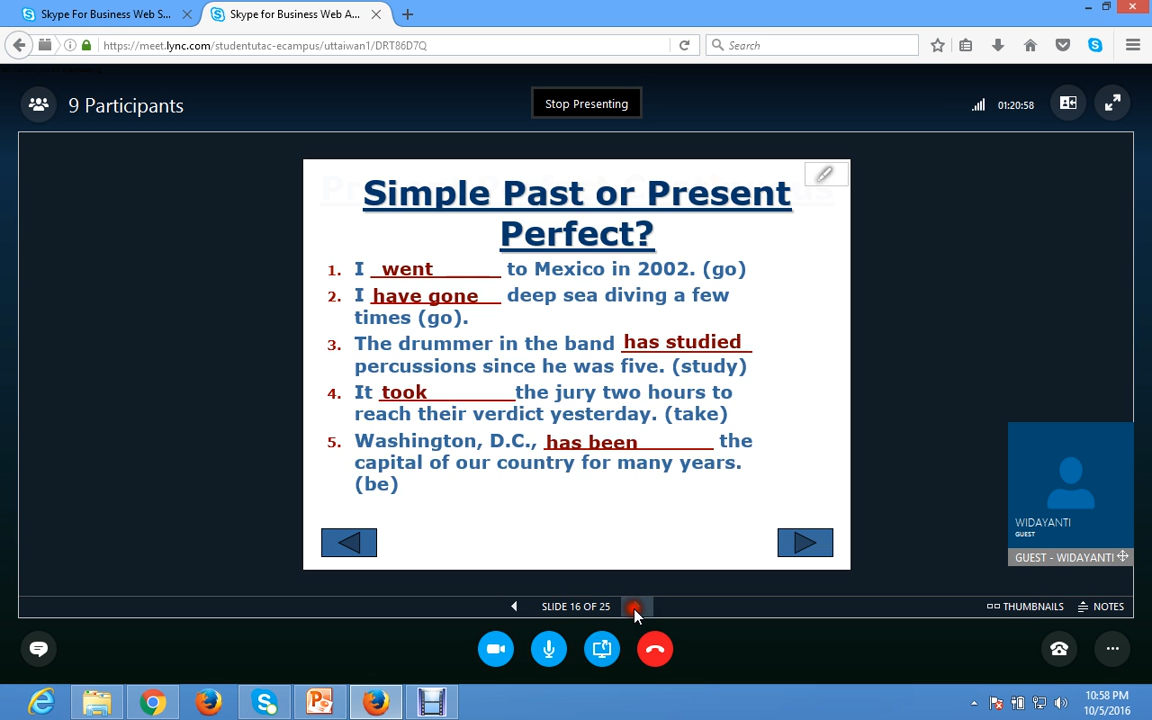 Skype For Business Web S...
Skype for Business Web A...
https://meet.lync.com/studentutac-ecampus/uttaiwan1/DRT86D7Q
Search
9 Participants
Stop Presenting
01:20:58
Simple Past or Present
Perfect?
1. I went to Mexico in 2002. (go)
2. I have gone deep sea diving a few
times (go).
3. The drummer in the band has studied
percussions since he was five. (study)
4. It took the jury two hours to
reach their verdict yesterday. (take)
5. Washington, D.C., has been the
capital of our country for many years.
(be)
WIDAYANTI
GUEST
GUEST - WIDAYANTI
SLIDE 16 OF 25
THUMBNAILS
NOTES
10:58 PM
10/5/2016